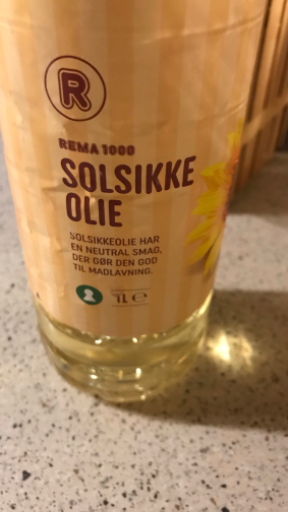 R
REMA 1000
SOLSIKKE
OLIE
SOLSIKKEOLIE HAR
EN NEUTRAL SMAG,
DER GØR DEN GOD
TIL MADLAVNING.
1L ℮